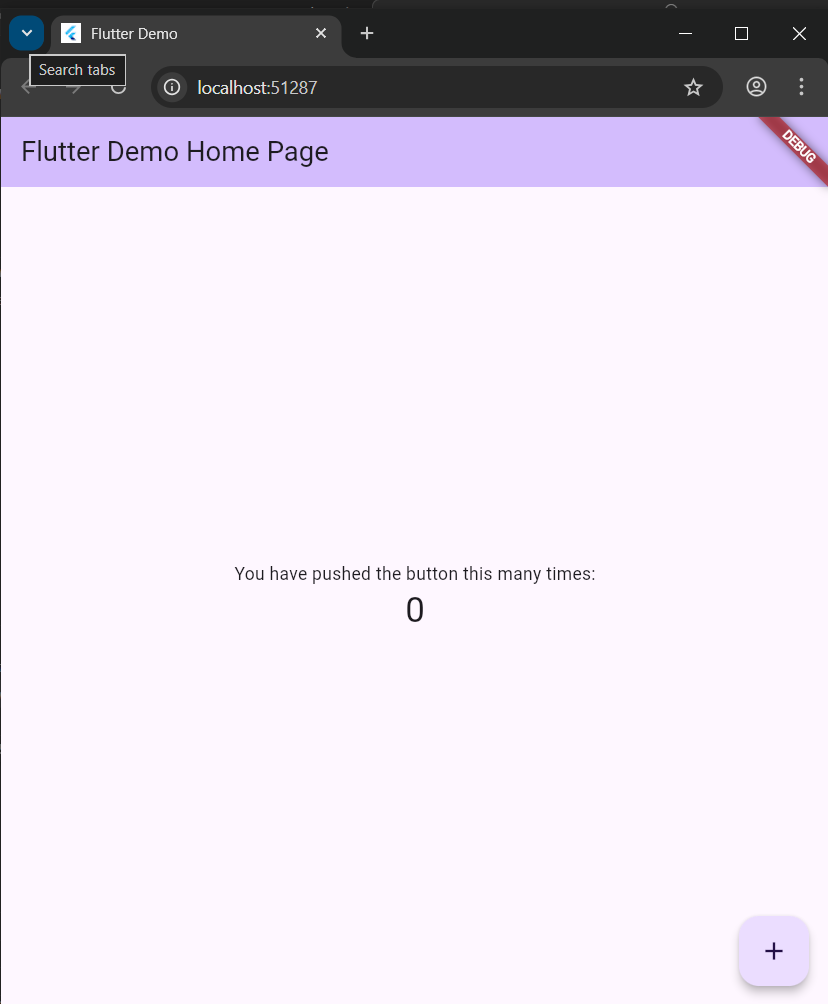 Flutter Demo
Search tabs
localhost:51287
Flutter Demo Home Page
DEBUG
You have pushed the button this many times:
0